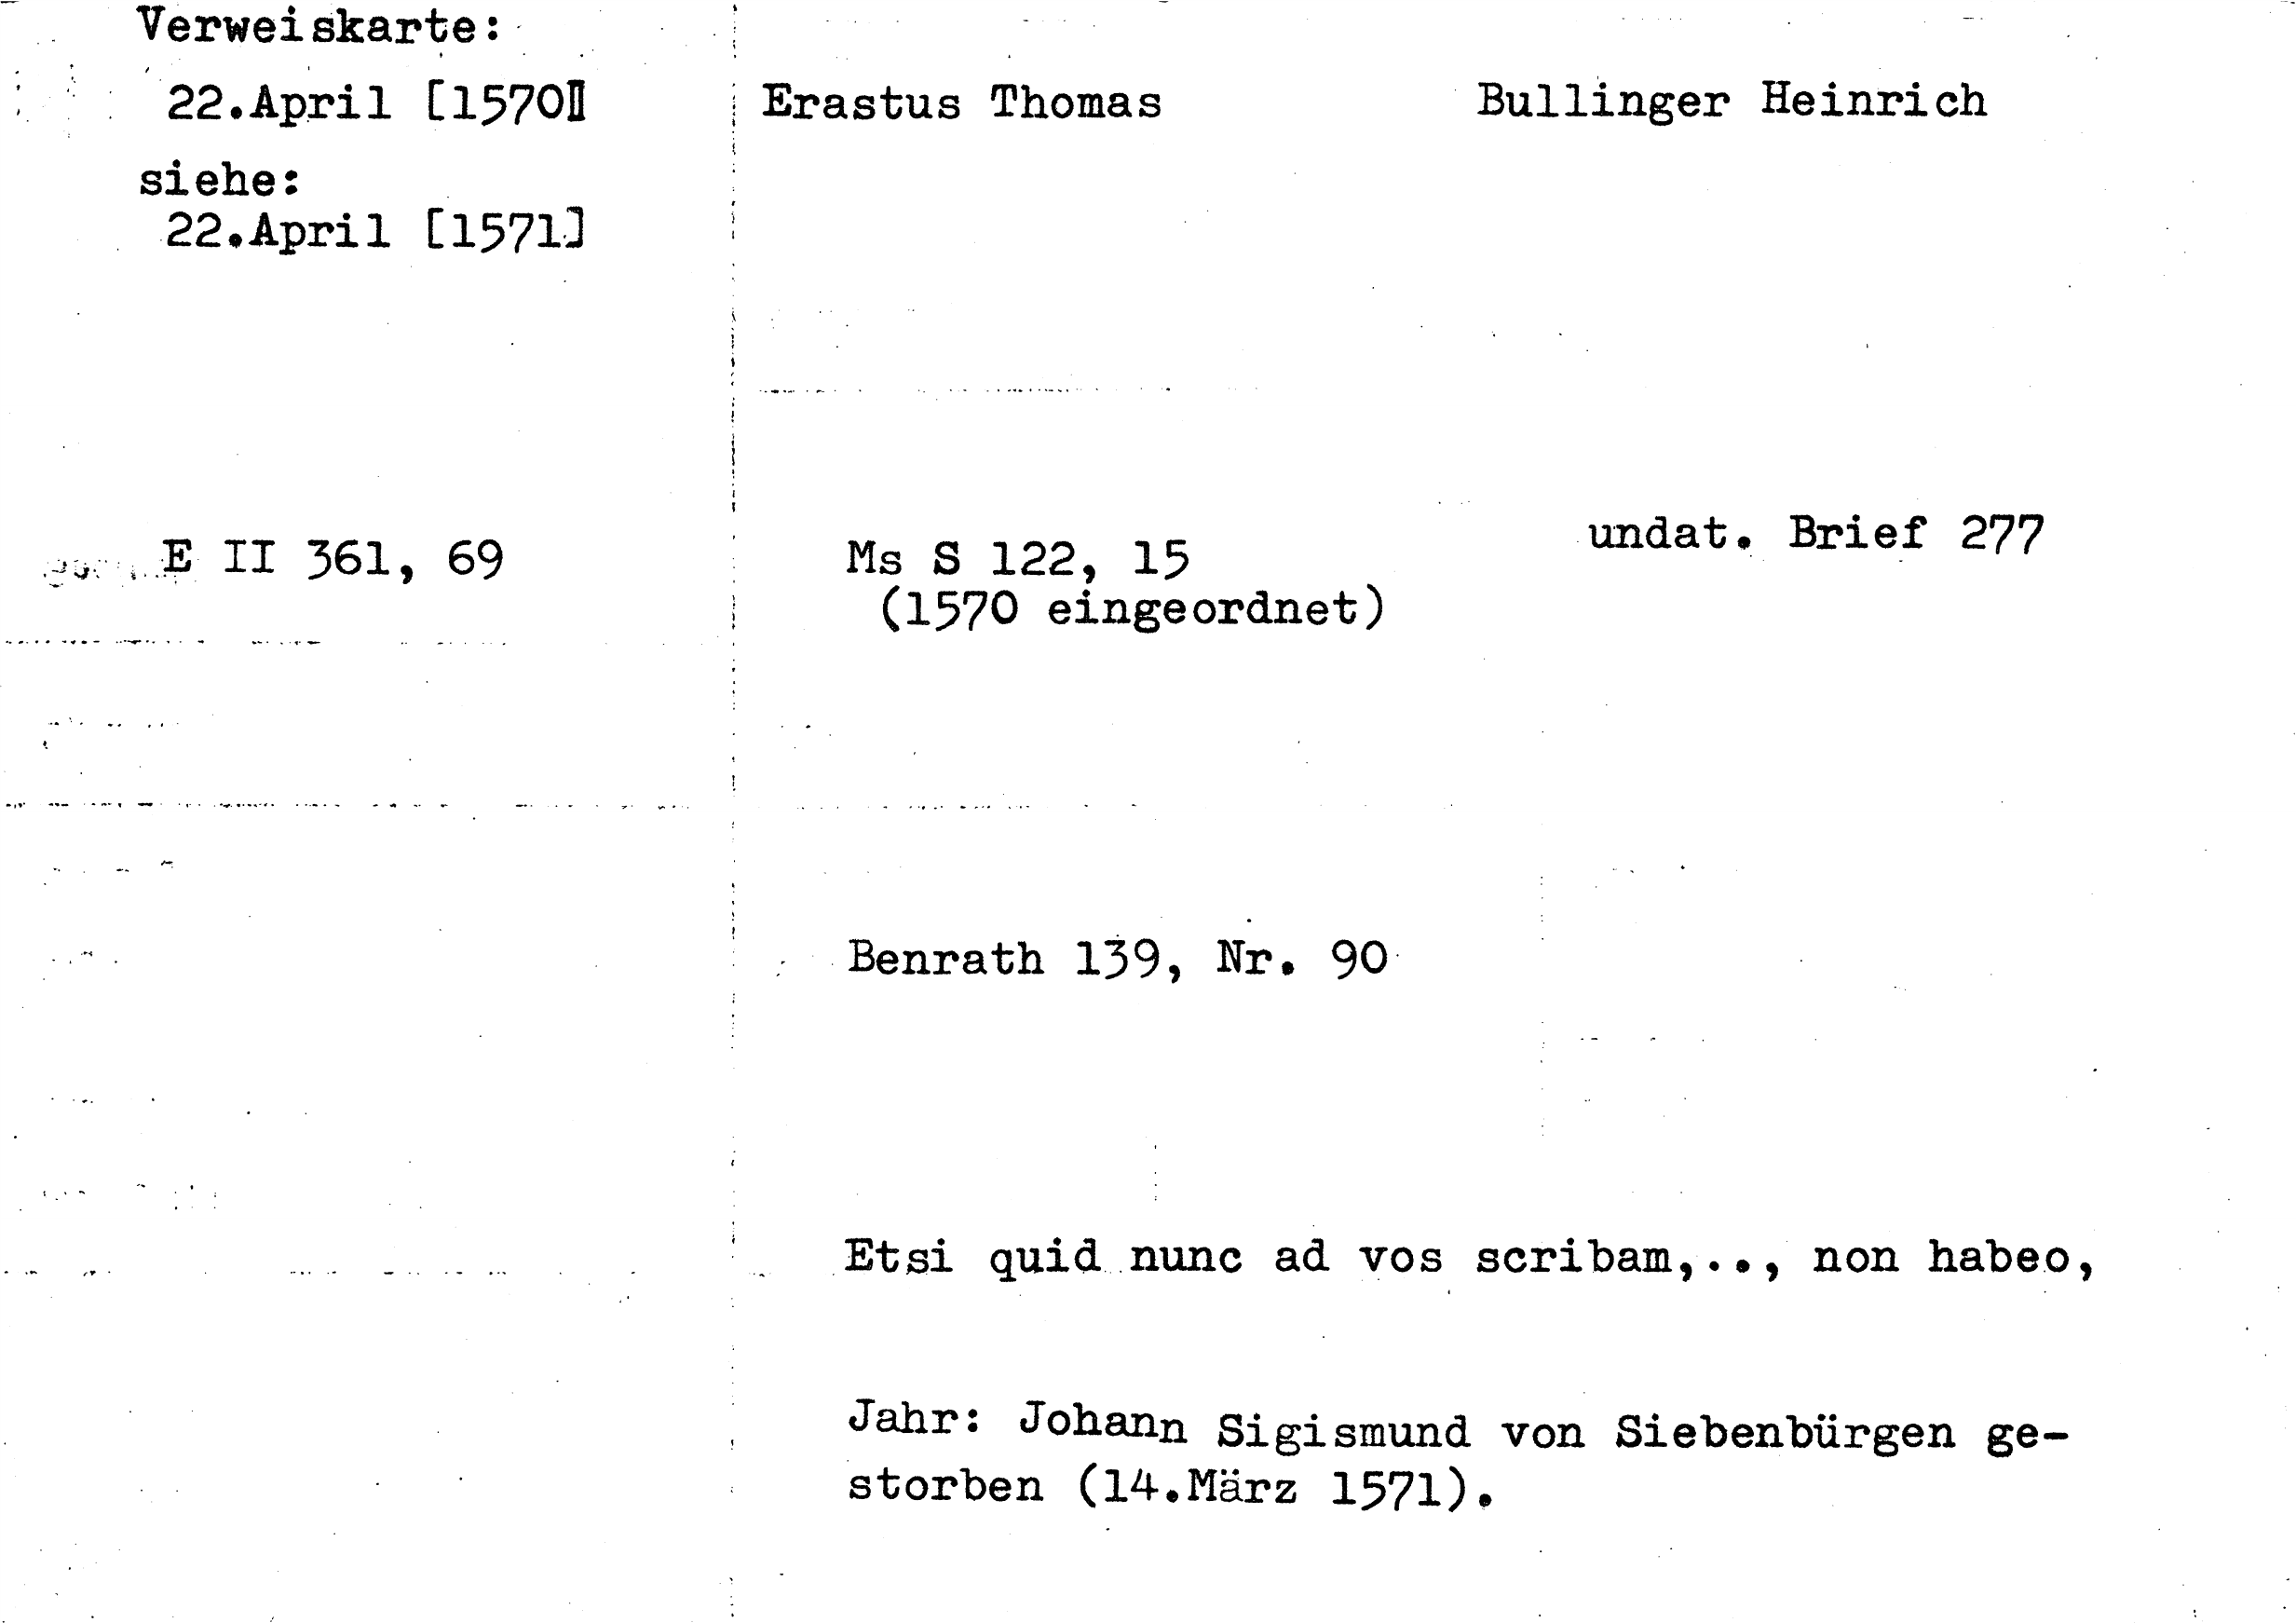 Verweiskarte:
22.April [1570]
Erastus Thomas
Bullinger Heinrich
siehe:
22.April [1571]
E II 361, 69
Ms S 122, 15
(1570 eingeordnet)
undat. Brief 277
Benrath 139, Nr. 90
Etsi quid nunc ad vos scribam,.., non habeo,
Jahr: Johann Sigismund von Siebenbürgen ge-
storben (14.März 1571).